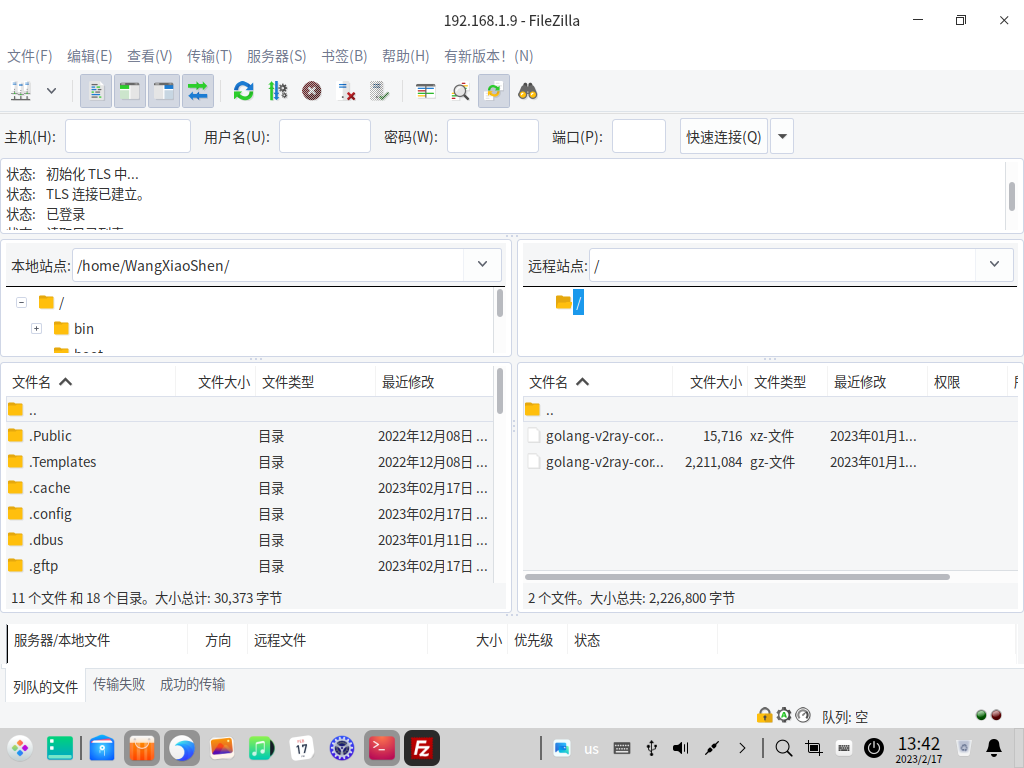 192.168.1.9 - FileZilla
文件(F) 编辑(E) 查看(V) 传输(T) 服务器(S) 书签(B) 帮助(H) 有新版本！(N)
主机(H): 用户名(U): 密码(W): 端口(P): 快速连接(Q)
状态: 初始化 TLS 中...
状态: TLS 连接已建立。
状态: 已登录
本地站点: /home/WangXiaoShen/
/
bin
远程站点: /
/
文件名 文件大小 文件类型 最近修改
..
.Public 目录 2022年12月08日 ...
.Templates 目录 2022年12月08日 ...
.cache 目录 2023年02月17日 ...
.config 目录 2023年02月17日 ...
.dbus 目录 2023年01月11日 ...
.gftp 目录 2023年02月17日 ...
11 个文件 和 18 个目录。大小总计: 30,373 字节
文件名 文件大小 文件类型 最近修改 权限
..
golang-v2ray-cor... 15,716 xz-文件 2023年01月1...
golang-v2ray-cor... 2,211,084 gz-文件 2023年01月1...
2 个文件。大小总共: 2,226,800 字节
服务器/本地文件 方向 远程文件 大小 优先级 状态
列队的文件 传输失败 成功的传输
队列: 空
17
us
13:42
2023/2/17